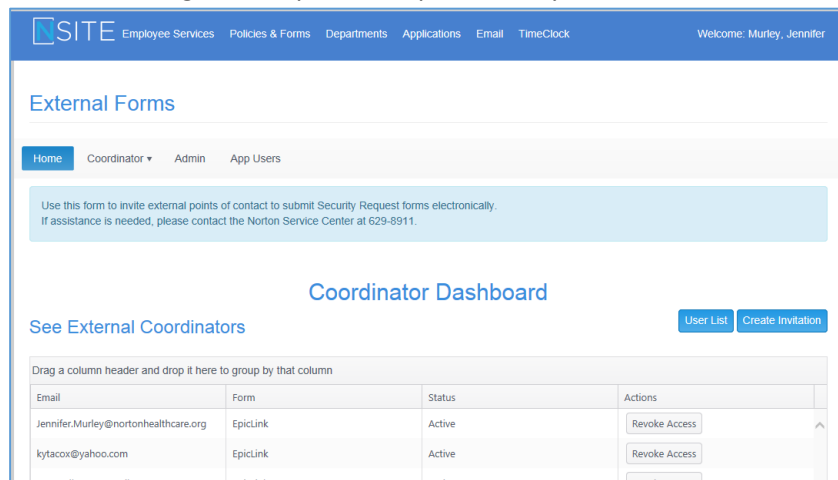 NSITE Employee Services Policies & Forms Departments Applications Email TimeClock Welcome: Murley, Jennifer
External Forms
Home Coordinator ▾ Admin App Users
Use this form to invite external points of contact to submit Security Request forms electronically.
If assistance is needed, please contact the Norton Service Center at 629-8911.
Coordinator Dashboard
See External Coordinators User List Create Invitation
Drag a column header and drop it here to group by that column
Email Form Status Actions
Jennifer.Murley@nortonhealthcare.org EpicLink Active Revoke Access
kytacox@yahoo.com EpicLink Active Revoke Access